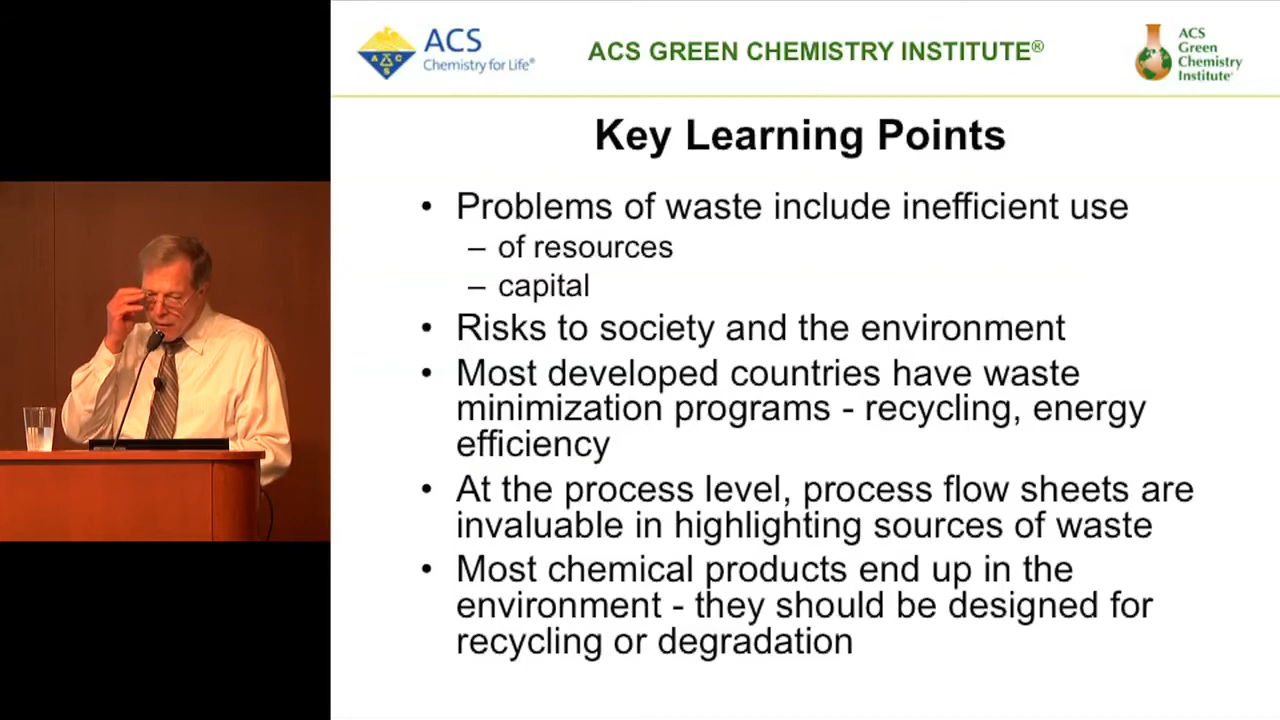 ACS
Chemistry for Life®
A C S
ACS GREEN CHEMISTRY INSTITUTE®
ACS
Green
Chemistry
Institute®
Key Learning Points
• Problems of waste include inefficient use
– of resources
– capital
• Risks to society and the environment
• Most developed countries have waste
minimization programs - recycling, energy
efficiency
• At the process level, process flow sheets are
invaluable in highlighting sources of waste
• Most chemical products end up in the
environment - they should be designed for
recycling or degradation